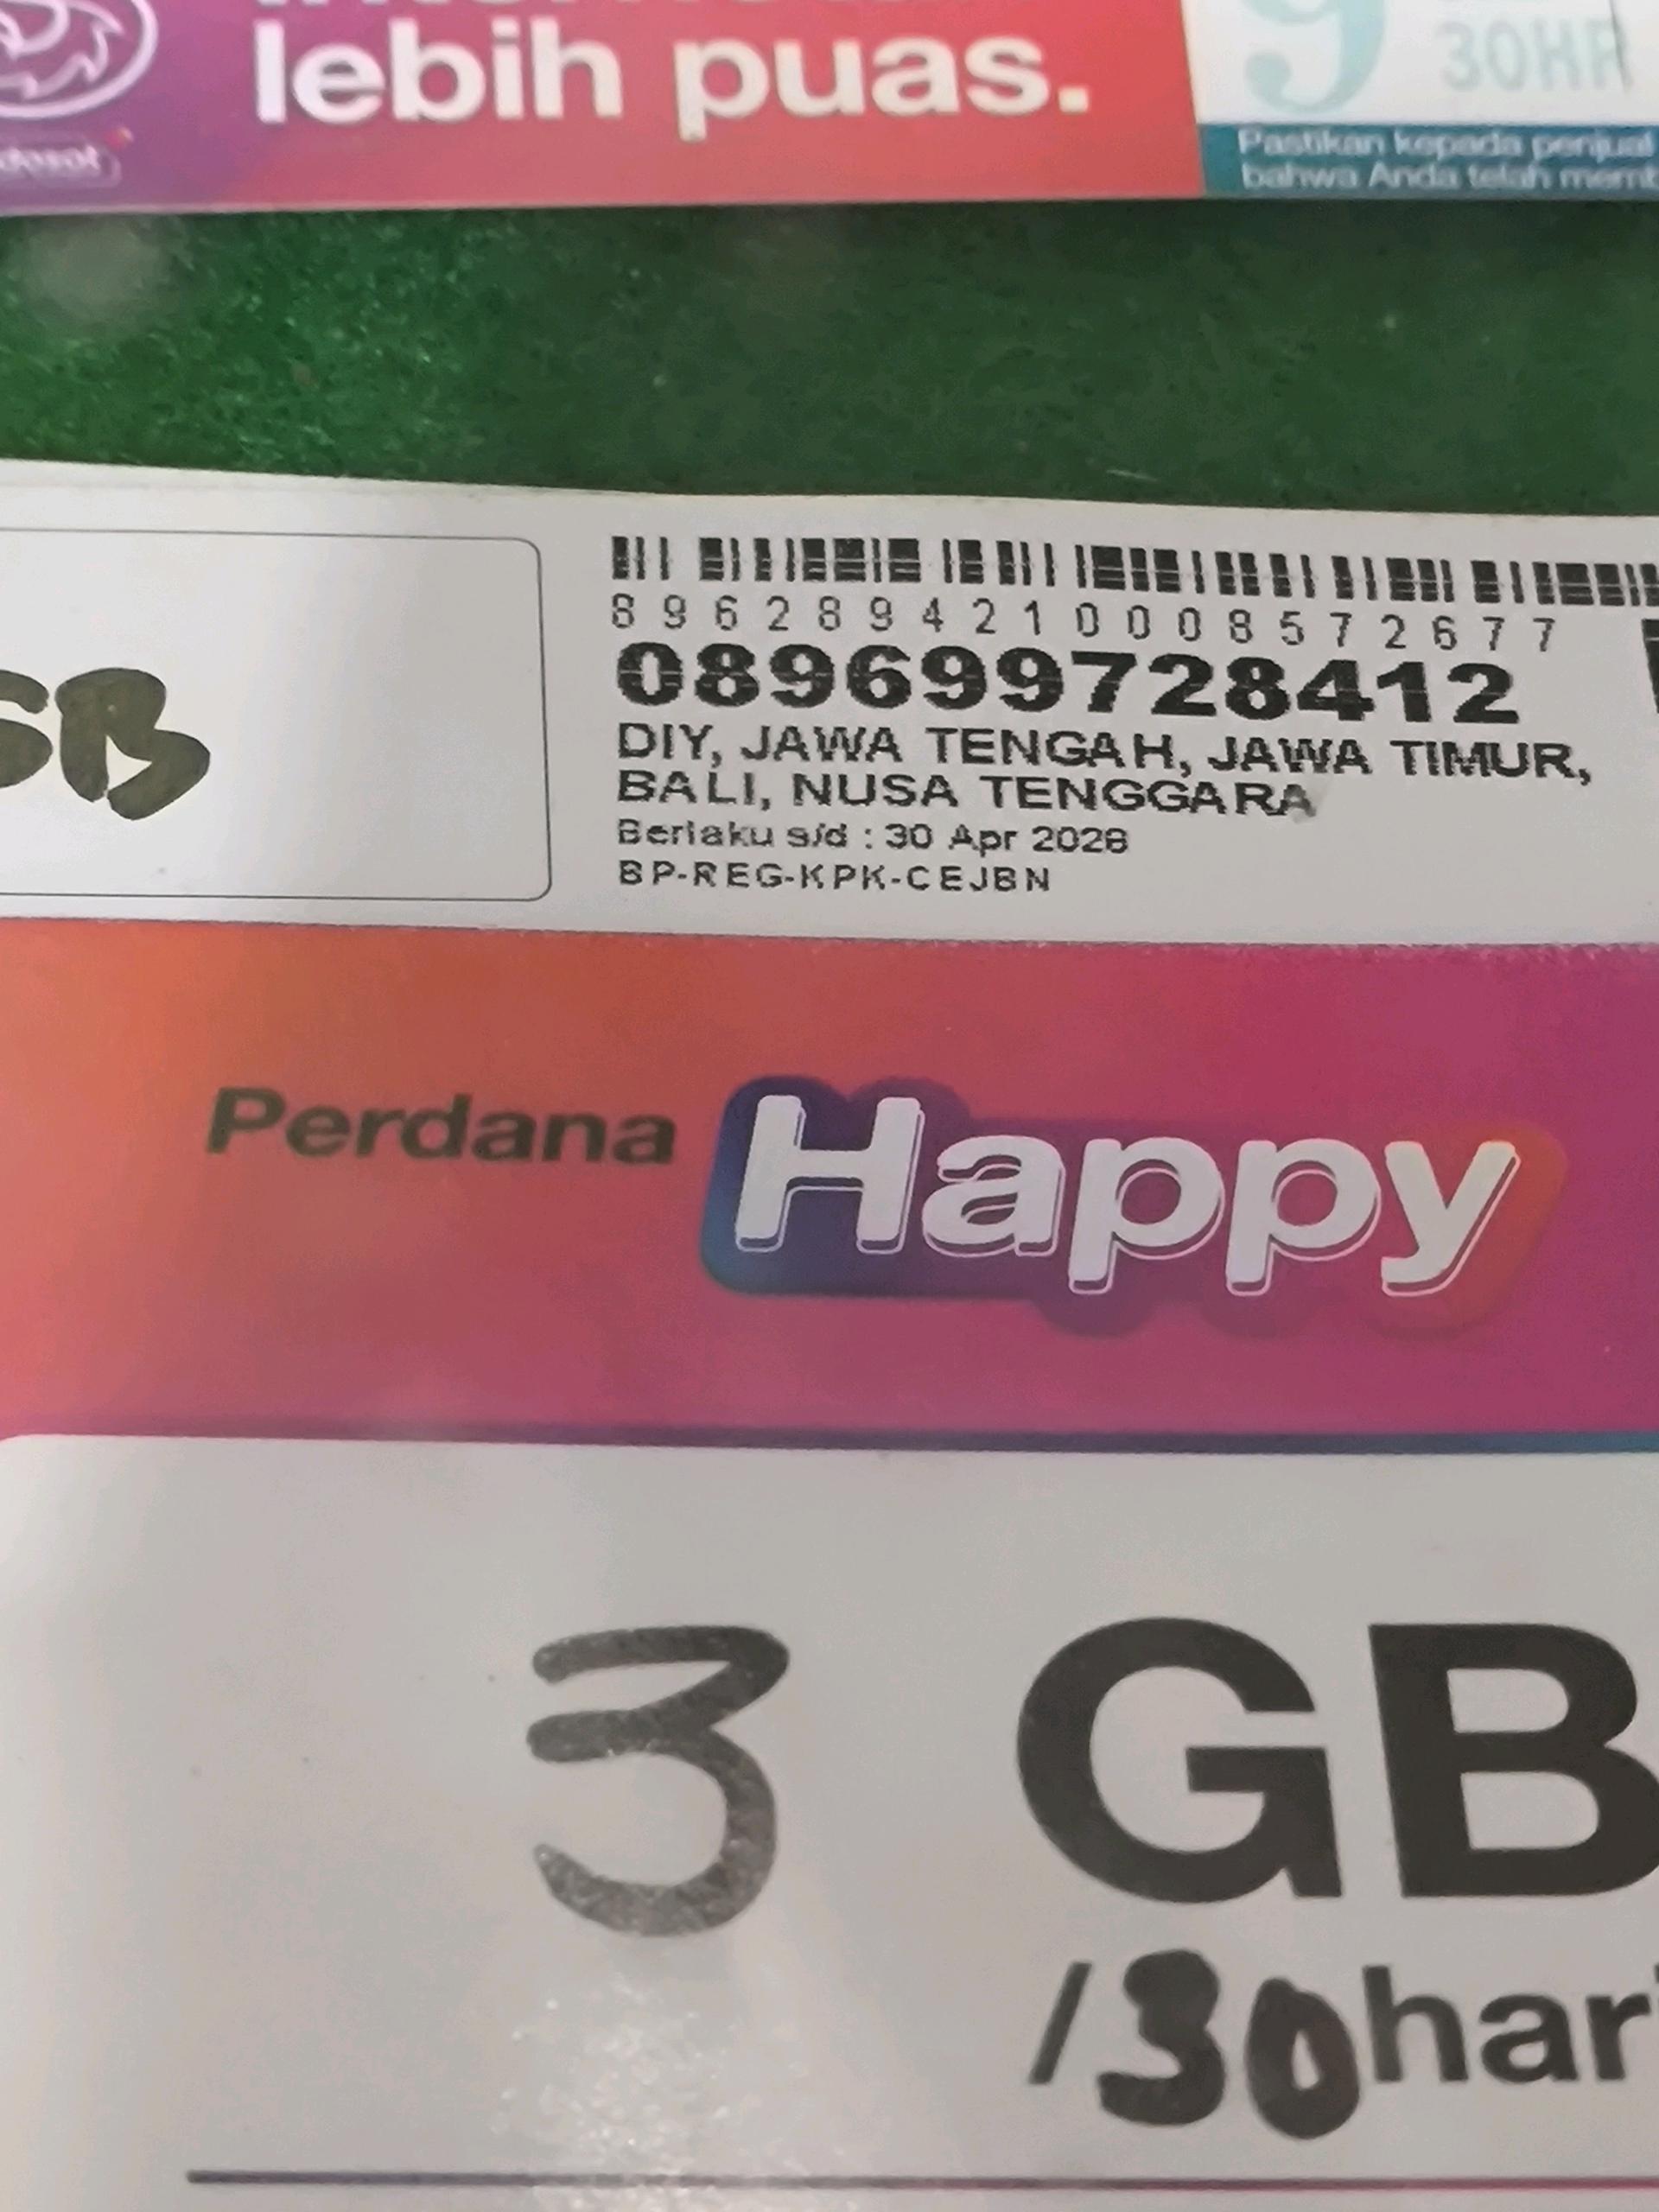 lebih puas.
9
30HR
Pastikan kepada penjual
bahwa Anda telah
8962894210008572677
089699728412
DIY, JAWA TENGAH, JAWA TIMUR,
BALI, NUSA TENGGARA
Berlaku s/d : 30 Apr 2026
BP-REG-KPK-CEJBN
Perdana Happy
3 GB
/30hari